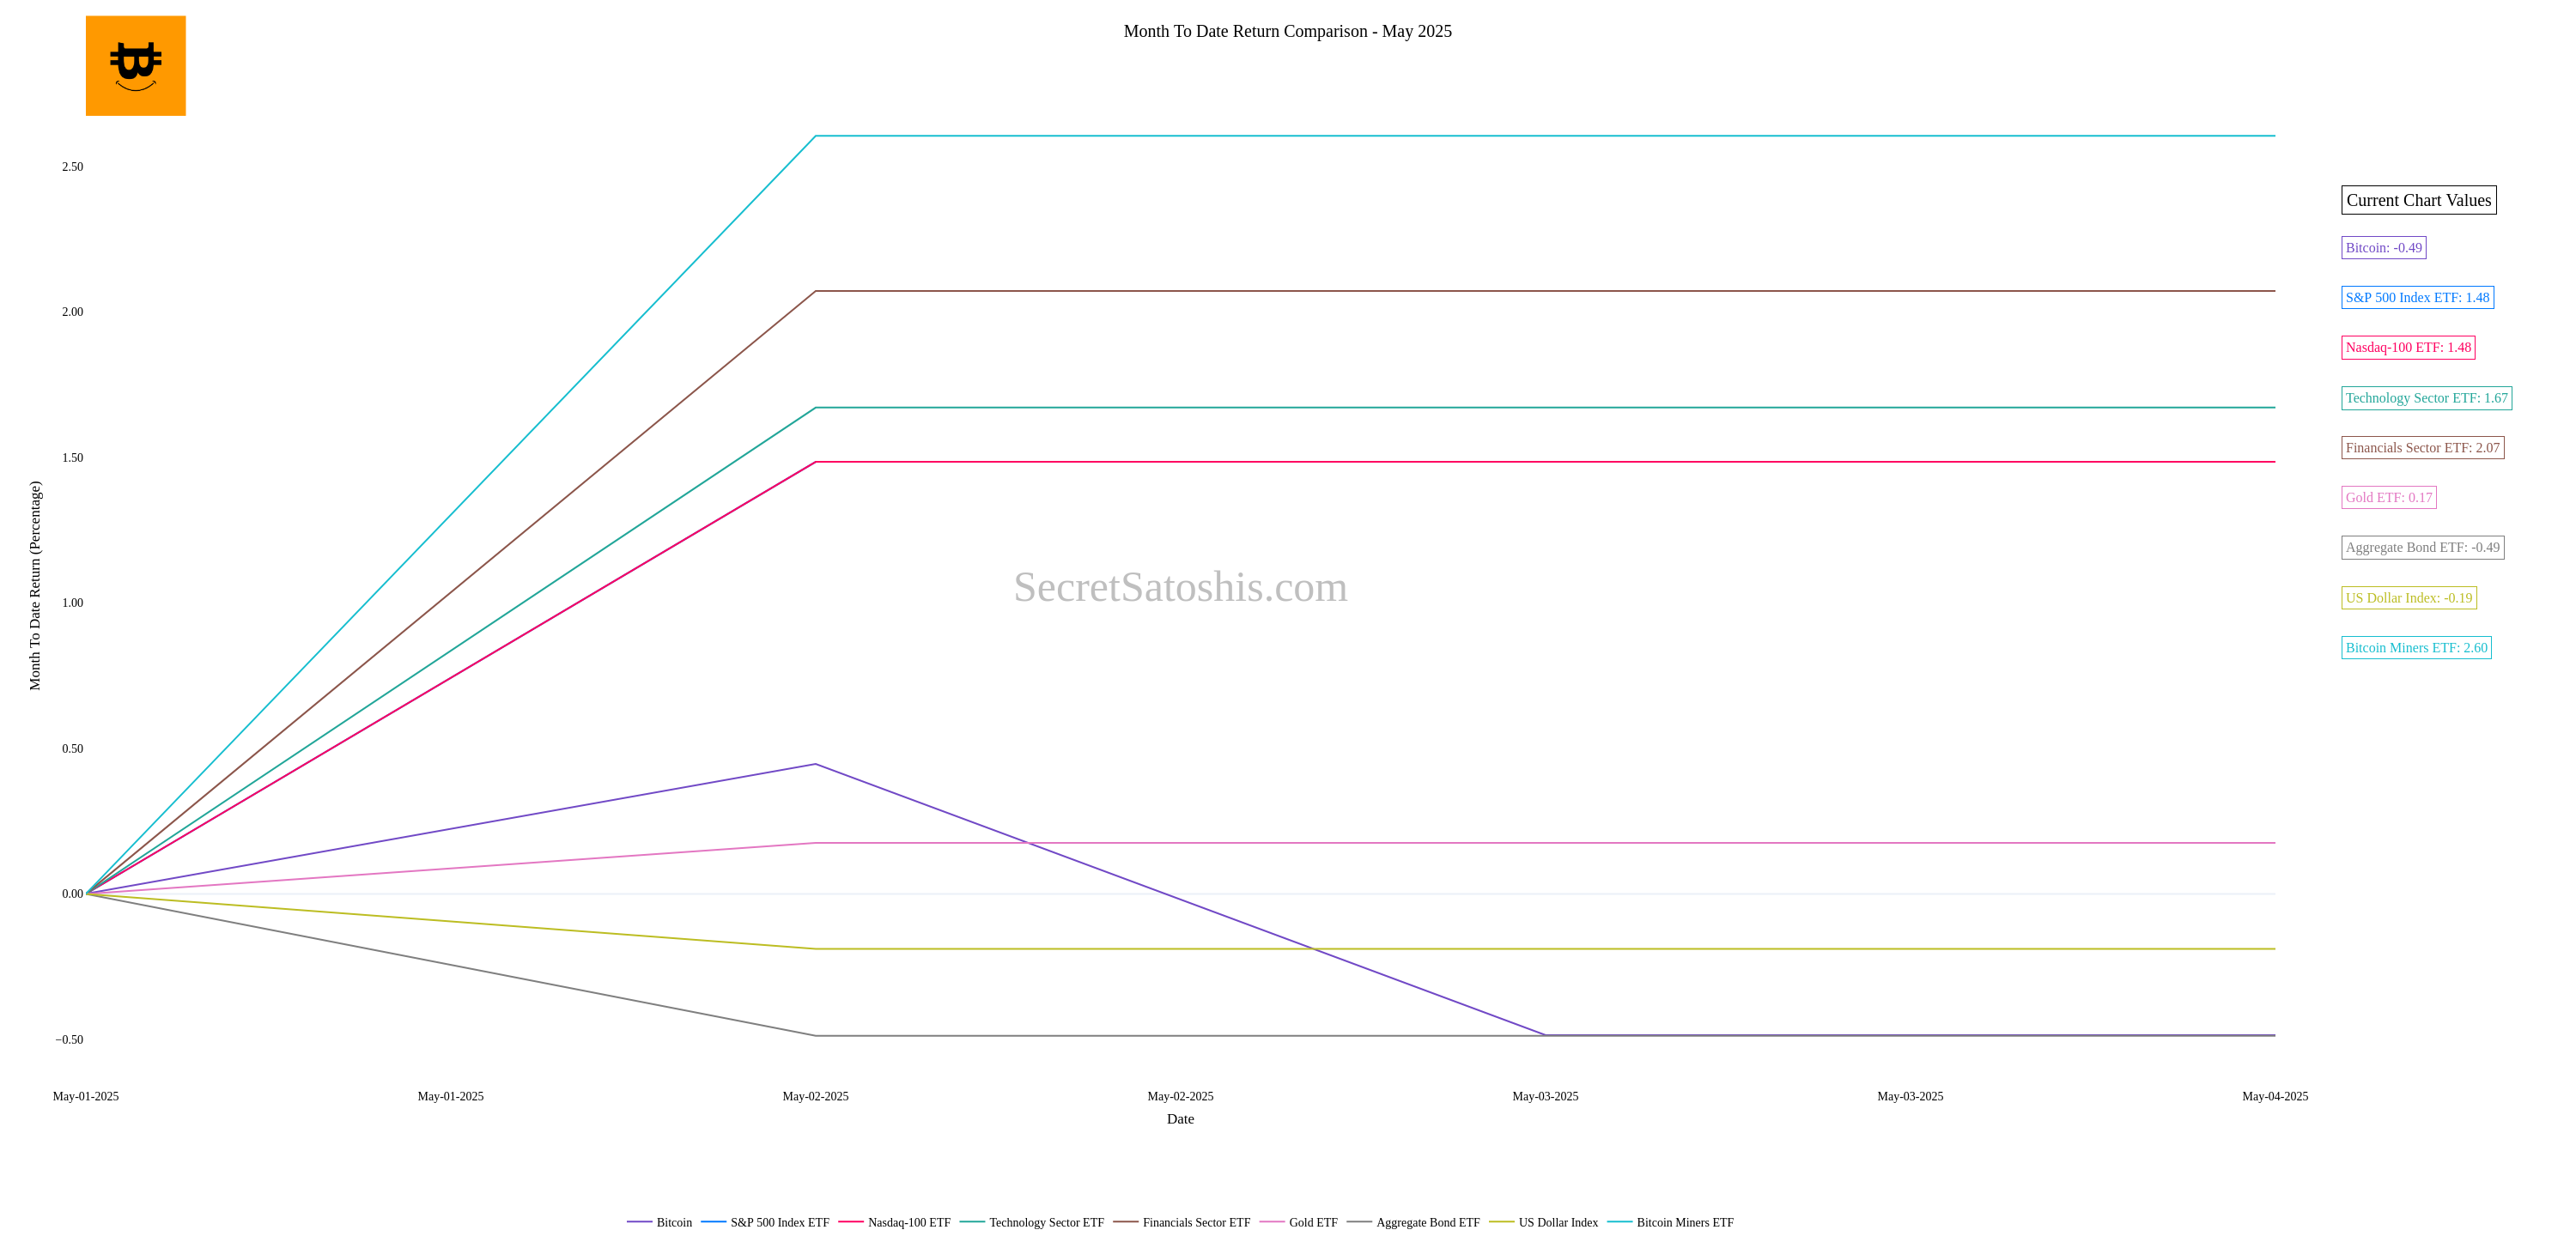 Month To Date Return Comparison - May 2025
2.50
2.00
1.50
1.00
0.50
0.00
−0.50
Month To Date Return (Percentage)
SecretSatoshis.com
Current Chart Values
Bitcoin: -0.49
S&P 500 Index ETF: 1.48
Nasdaq-100 ETF: 1.48
Technology Sector ETF: 1.67
Financials Sector ETF: 2.07
Gold ETF: 0.17
Aggregate Bond ETF: -0.49
US Dollar Index: -0.19
Bitcoin Miners ETF: 2.60
May-01-2025 May-01-2025 May-02-2025 May-02-2025 May-03-2025 May-03-2025 May-04-2025
Date
Bitcoin S&P 500 Index ETF Nasdaq-100 ETF Technology Sector ETF Financials Sector ETF Gold ETF Aggregate Bond ETF US Dollar Index Bitcoin Miners ETF